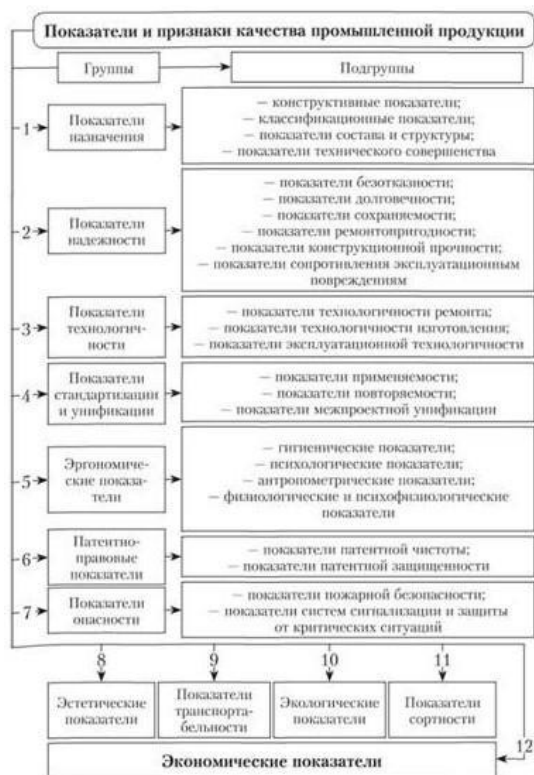 Показатели и признаки качества промышленной продукции
Группы
Подгруппы
1
Показатели
назначения
— конструктивные показатели;
— классификационные показатели;
— показатели состава и структуры;
— показатели технического совершенства
2
Показатели
надежности
— показатели безотказности;
— показатели долговечности;
— показатели сохраняемости;
— показатели ремонтопригодности;
— показатели конструкционной прочности;
— показатели сопротивления эксплуатационным
повреждениям
3
Показатели
технологич-
ности
— показатели технологичности ремонта;
— показатели технологичности изготовления;
— показатели эксплуатационной технологичности
4
Показатели
стандартизации
и унификации
— показатели применяемости;
— показатели повторяемости;
— показатели межпроектной унификации
5
Эргономиче-
ские показа-
тели
— гигиенические показатели;
— психологические показатели;
— антропометрические показатели;
— физиологические и психофизиологические
показатели
6
Патентно-
правовые
показатели
— показатели патентной чистоты;
— показатели патентной защищенности
7
Показатели
опасности
— показатели пожарной безопасности;
— показатели систем сигнализации и защиты
от критических ситуаций
8
9
10
11
Эстетические
показатели
Показатели
транспорта-
бельности
Экологические
показатели
Показатели
сортности
12
Экономические показатели